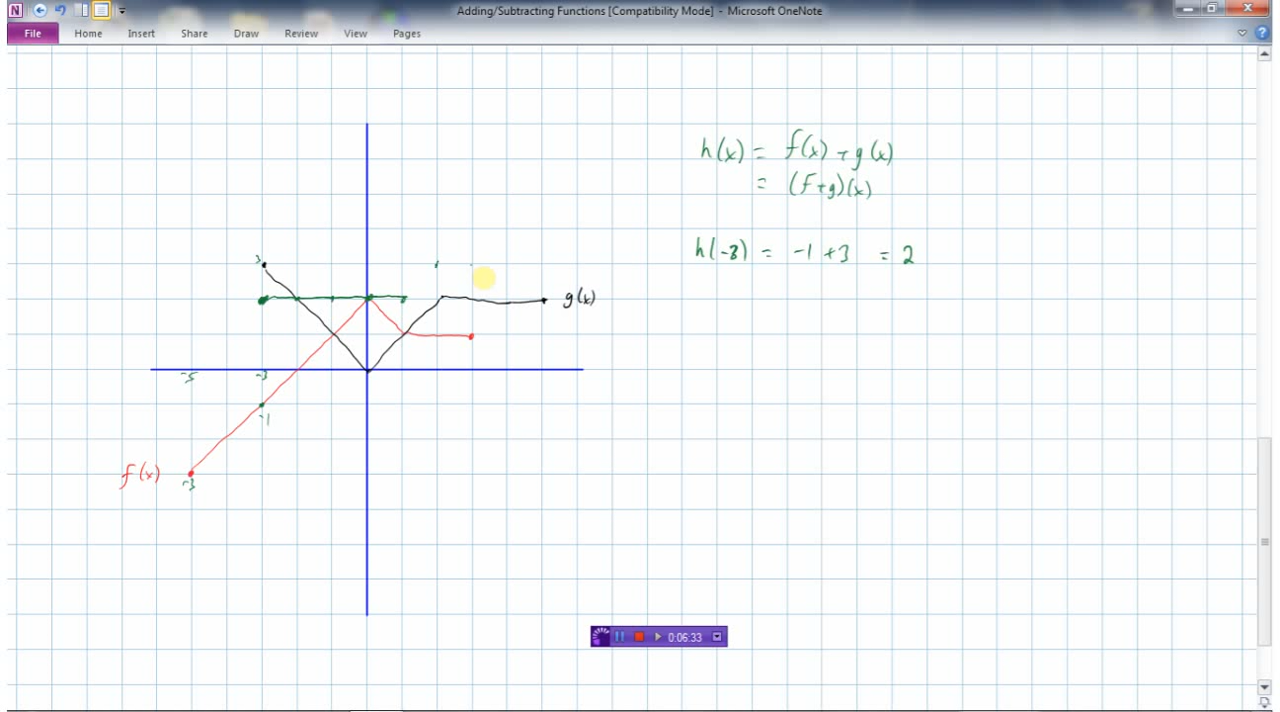 Adding/Subtracting Functions [Compatibility Mode] - Microsoft OneNote
File Home Insert Share Draw Review View Pages
h(x) = f(x) + g(x)
= (f+g)(x)
h(-3) = -1 + 3 = 2
3
g(x)
-5 -3
-1
f(x)
-3
0:06:33